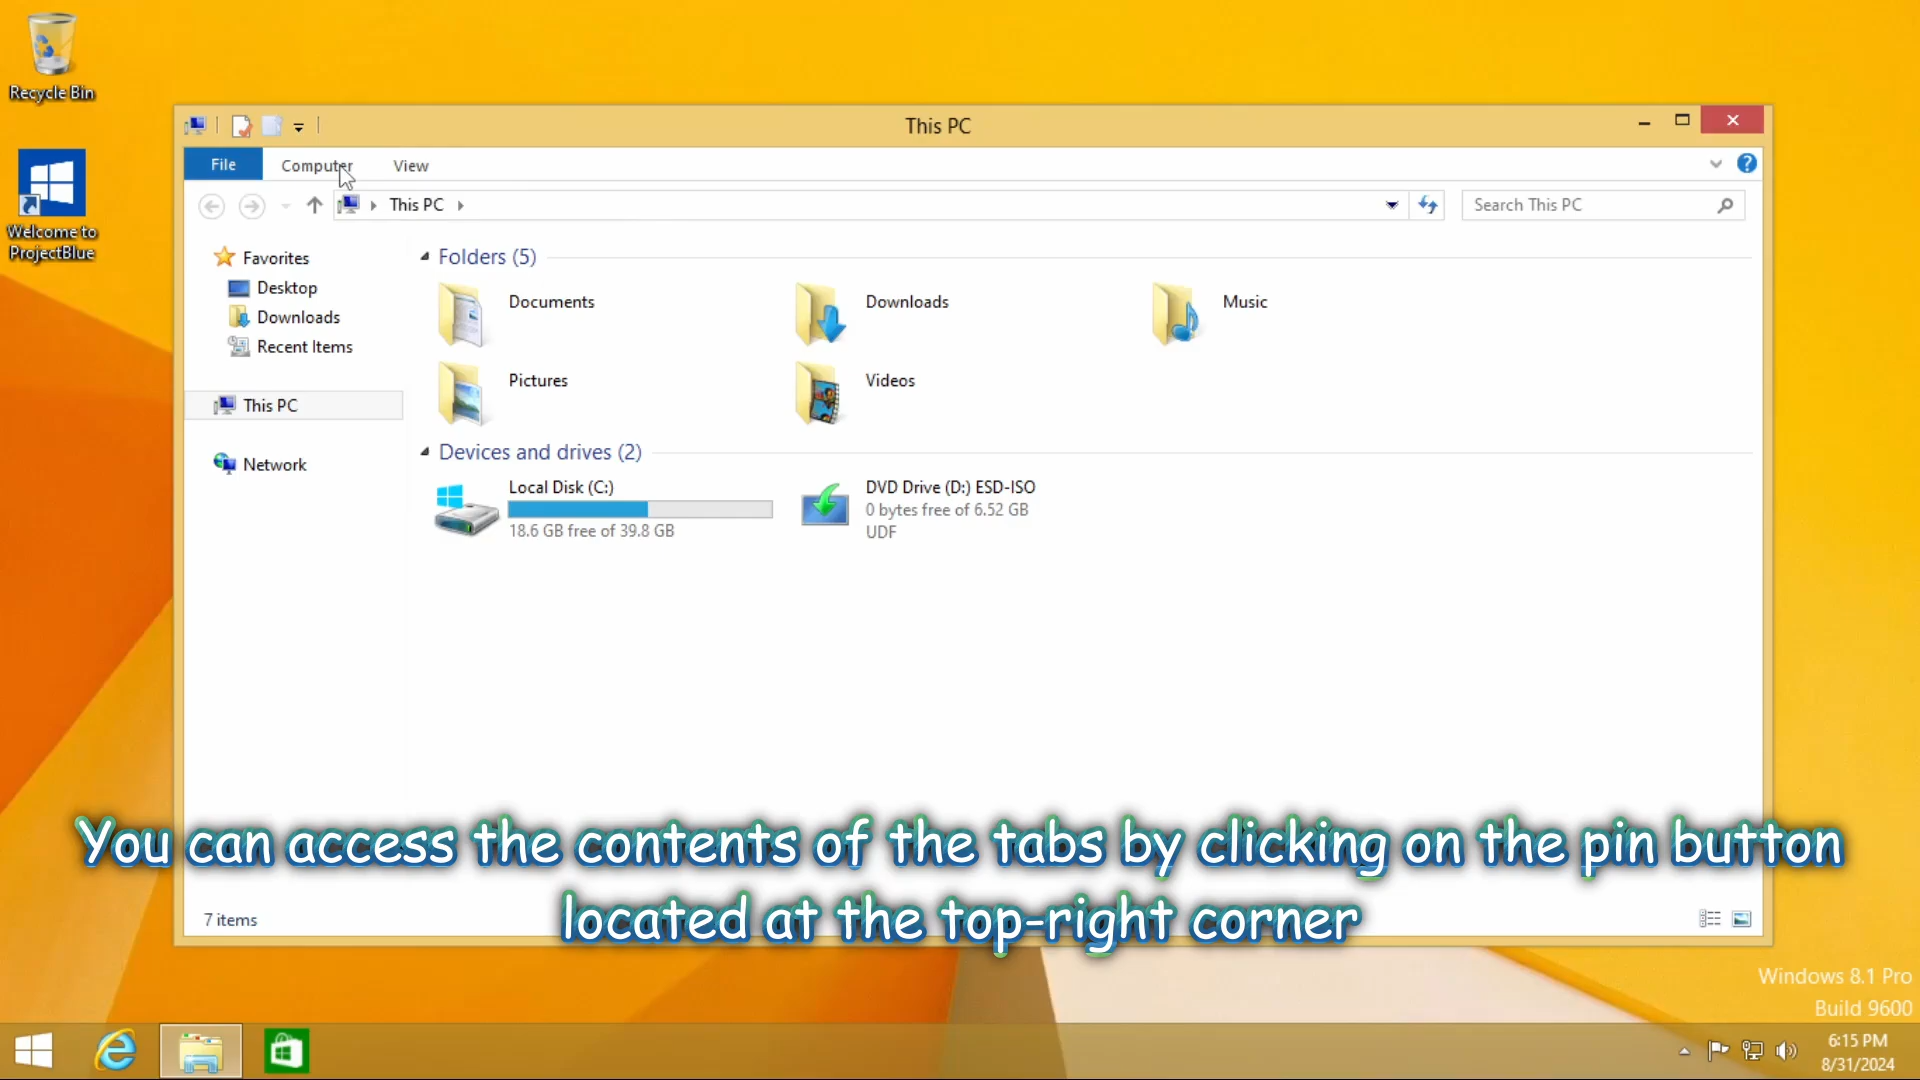 Recycle Bin
Welcome to
ProjectBlue
This PC
File
Computer
View
This PC
Search This PC
Favorites
Desktop
Downloads
Recent Items
This PC
Network
Folders (5)
Documents
Downloads
Music
Pictures
Videos
Devices and drives (2)
Local Disk (C:)
18.6 GB free of 39.8 GB
DVD Drive (D:) ESD-ISO
0 bytes free of 6.52 GB
UDF
You can access the contents of the tabs by clicking on the pin button
located at the top-right corner
7 items
Windows 8.1 Pro
Build 9600
6:15 PM
8/31/2024